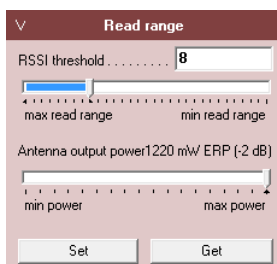 Read range
RSSI threshold . . . . . . . . . 8
max read range min read range
Antenna output power1220 mW ERP (-2 dB)
min power max power
Set Get